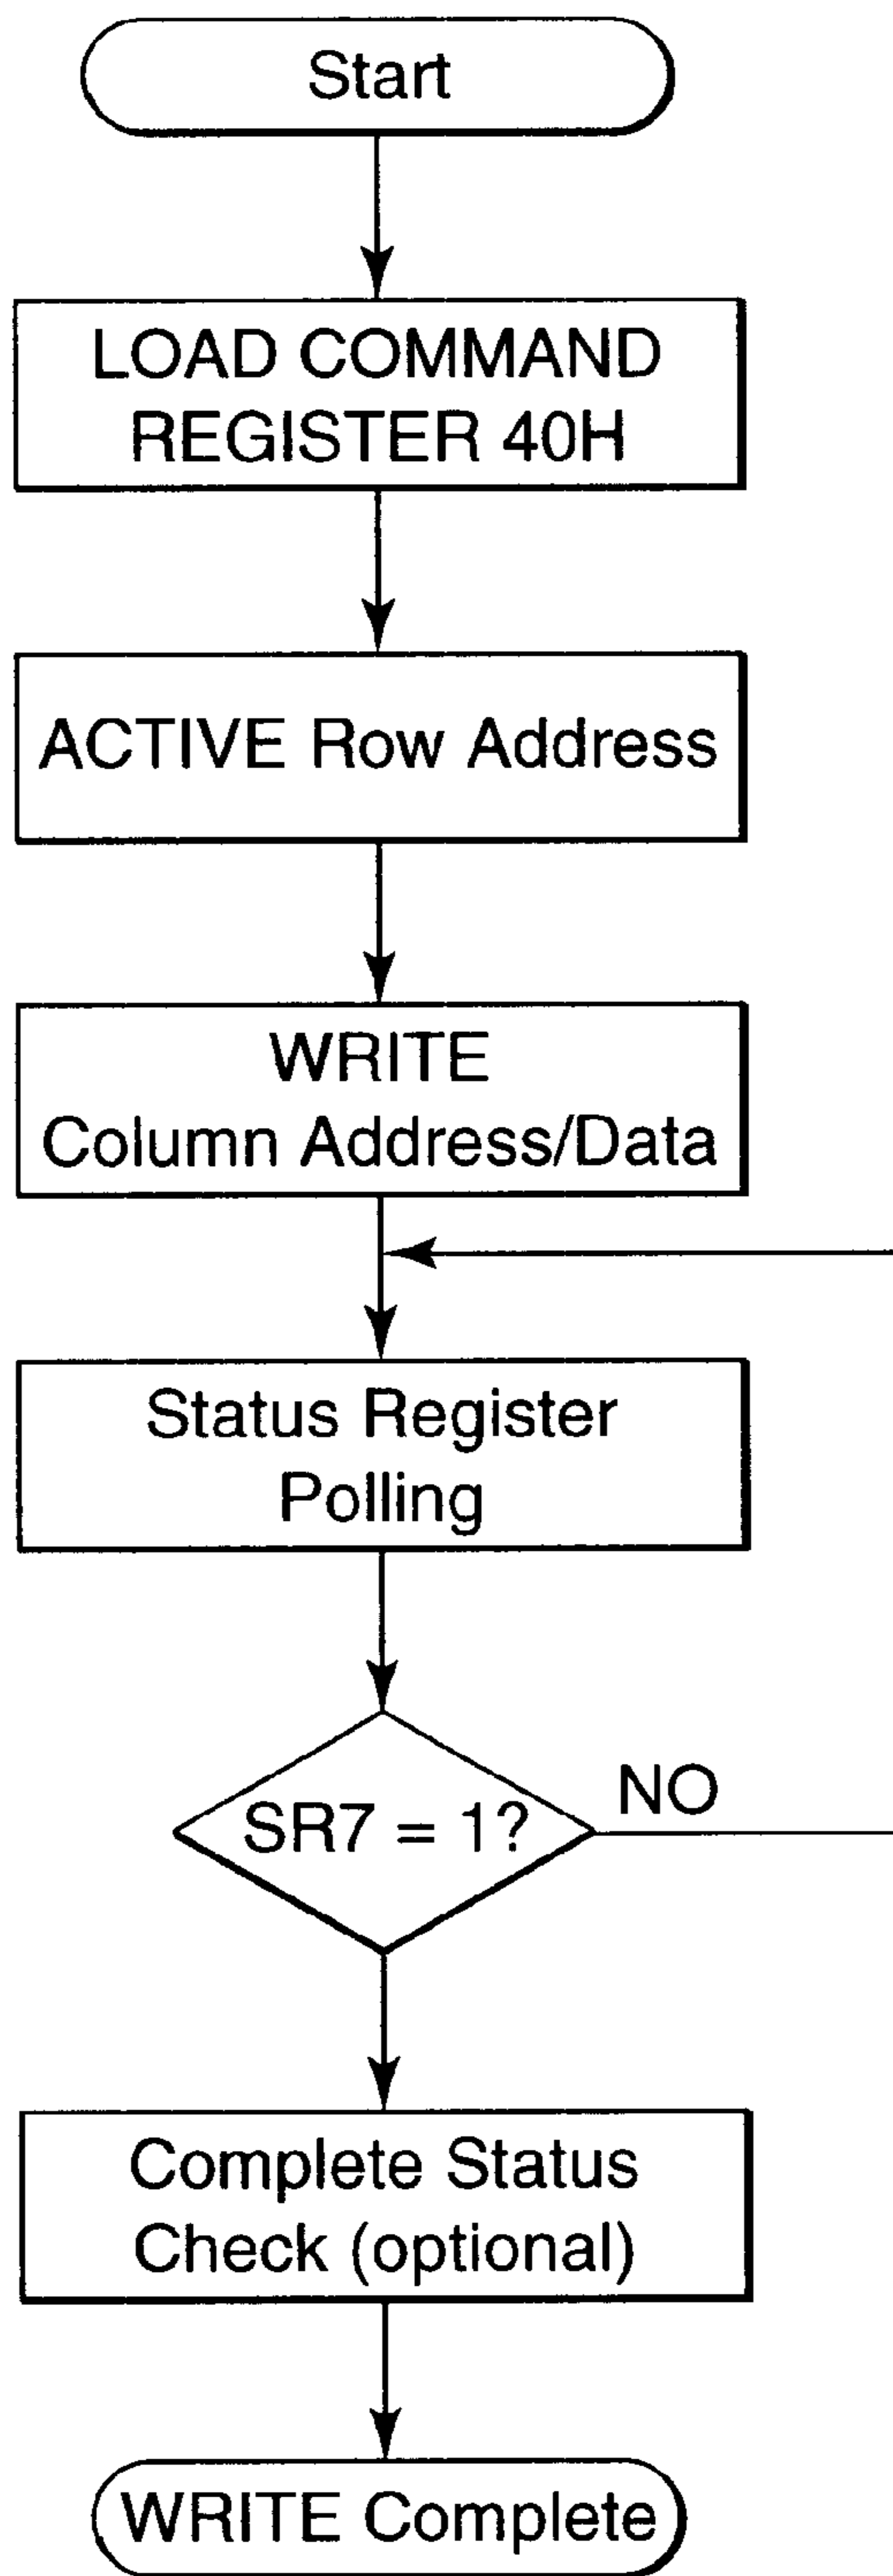 Start
LOAD COMMAND
REGISTER 40H
ACTIVE Row Address
WRITE
Column Address/Data
Status Register
Polling
SR7 = 1?
NO
Complete Status
Check (optional)
WRITE Complete